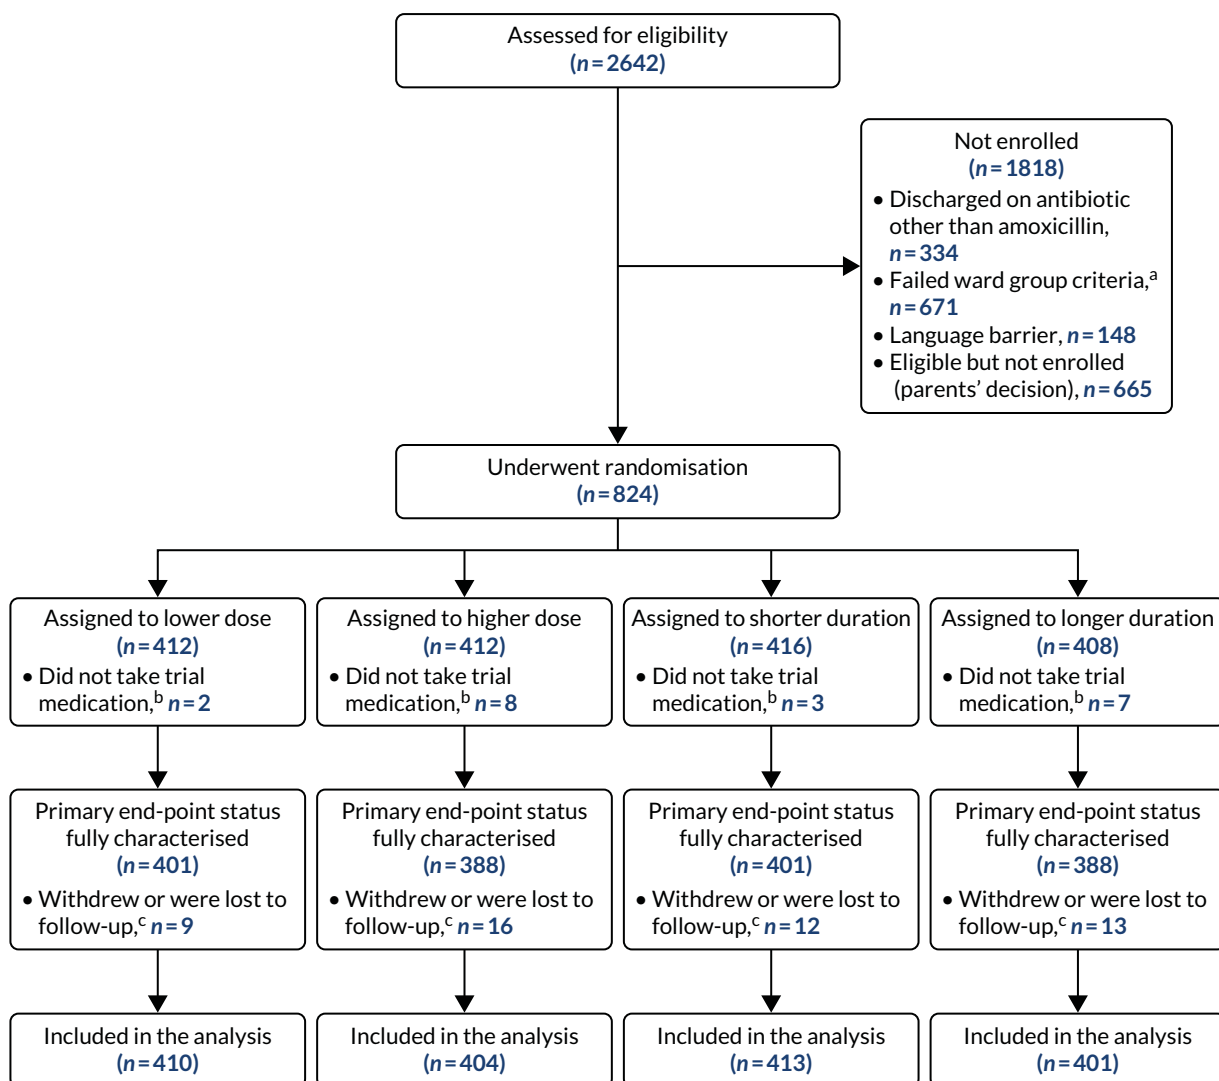 Assessed for eligibility
(n=2642)
Not enrolled
(n=1818)
• Discharged on antibiotic
other than amoxicillin,
n=334
• Failed ward group criteria,a
n=671
• Language barrier, n=148
• Eligible but not enrolled
(parents’ decision), n=665
Underwent randomisation
(n=824)
Assigned to lower dose
(n=412)
• Did not take trial
medication,b n=2
Assigned to higher dose
(n=412)
• Did not take trial
medication,b n=8
Assigned to shorter duration
(n=416)
• Did not take trial
medication,b n=3
Assigned to longer duration
(n=408)
• Did not take trial
medication,b n=7
Primary end-point status
fully characterised
(n=401)
• Withdrew or were lost to
follow-up,c n=9
Primary end-point status
fully characterised
(n=388)
• Withdrew or were lost to
follow-up,c n=16
Primary end-point status
fully characterised
(n=401)
• Withdrew or were lost to
follow-up,c n=12
Primary end-point status
fully characterised
(n=388)
• Withdrew or were lost to
follow-up,c n=13
Included in the analysis
(n=410)
Included in the analysis
(n=404)
Included in the analysis
(n=413)
Included in the analysis
(n=401)